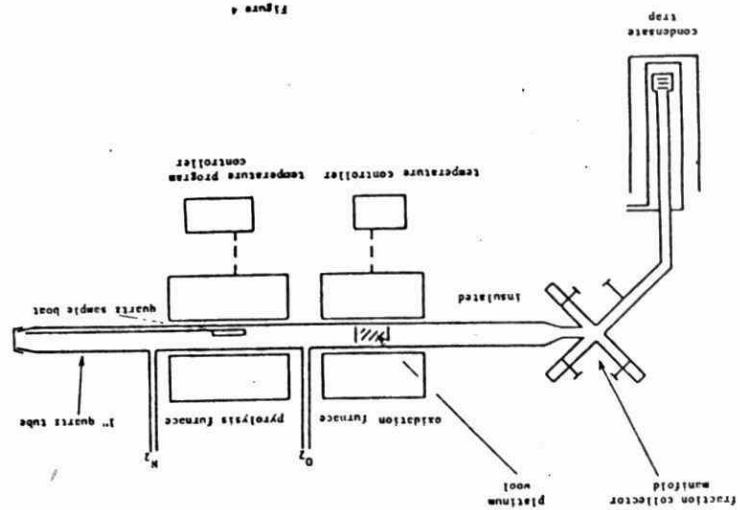 fraction collector
manifold
platinum
wool
O2
N2
oxidation furnace
pyrolysis furnace
1" quartz tube
insulated
quartz sample boat
temperature controller
temperature program
controller
condensate
trap
Figure 4